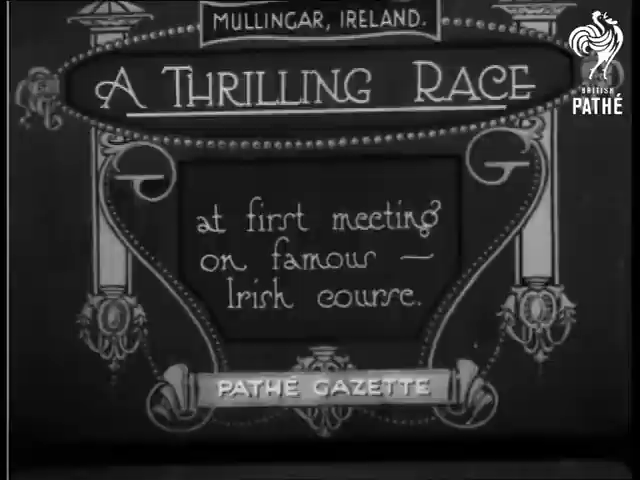 MULLINGAR, IRELAND.
A THRILLING RACE
BRITISH
PATHÉ
at first meeting
on famous —
Irish course.
PATHÉ GAZETTE